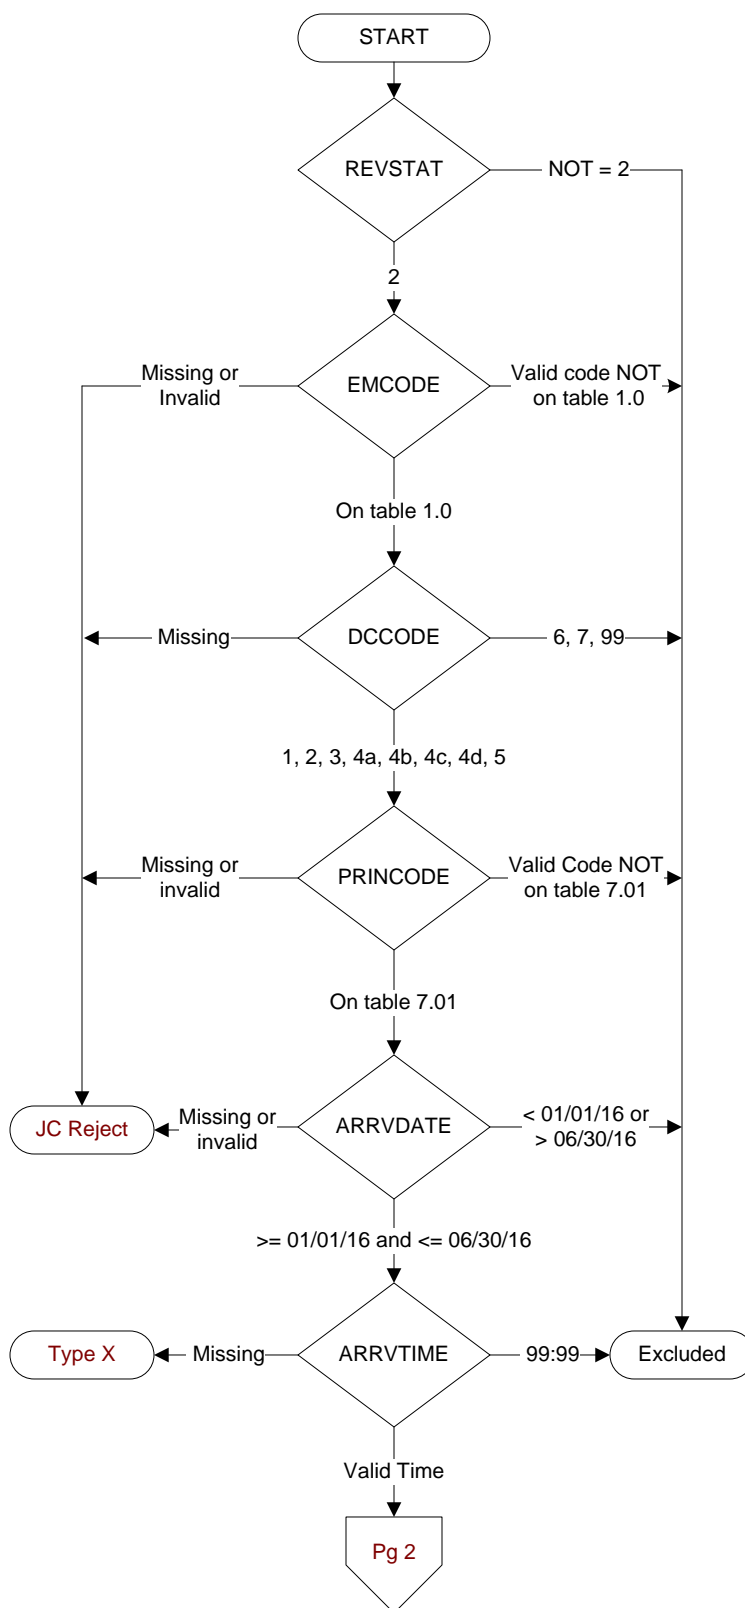 START
REVSTAT
NOT = 2
2
Missing or
Invalid
EMCODE
Valid code NOT
on table 1.0
On table 1.0
Missing
DCCODE
6, 7, 99
1, 2, 3, 4a, 4b, 4c, 4d, 5
Missing or
invalid
PRINCODE
Valid Code NOT
on table 7.01
On table 7.01
JC Reject
Missing or
invalid
ARRVDATE
< 01/01/16 or
> 06/30/16
>= 01/01/16 and <= 06/30/16
Type X
Missing
ARRVTIME
99:99
Excluded
Valid Time
Pg 2